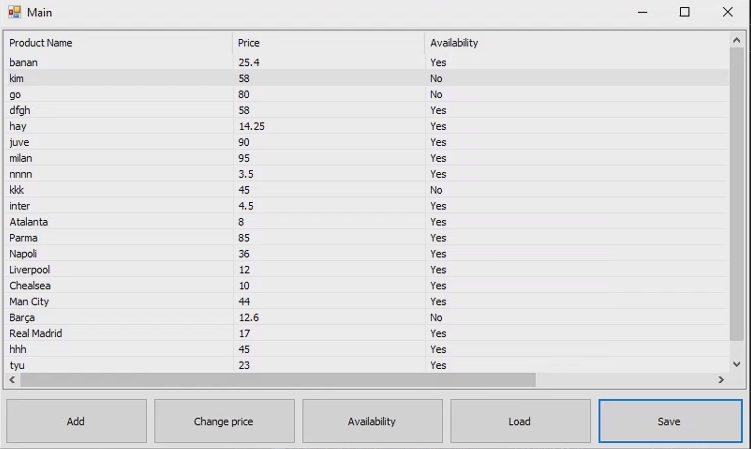 Main
Product Name Price Availability
banan 25.4 Yes
kim 58 No
go 80 No
dfgh 58 Yes
hay 14.25 Yes
juve 90 Yes
milan 95 Yes
nnnn 3.5 Yes
kkk 45 No
inter 4.5 Yes
Atalanta 8 Yes
Parma 85 Yes
Napoli 36 Yes
Liverpool 12 Yes
Chealsea 10 Yes
Man City 44 Yes
Barça 12.6 No
Real Madrid 17 Yes
hhh 45 Yes
tyu 23 Yes
Add Change price Availability Load Save